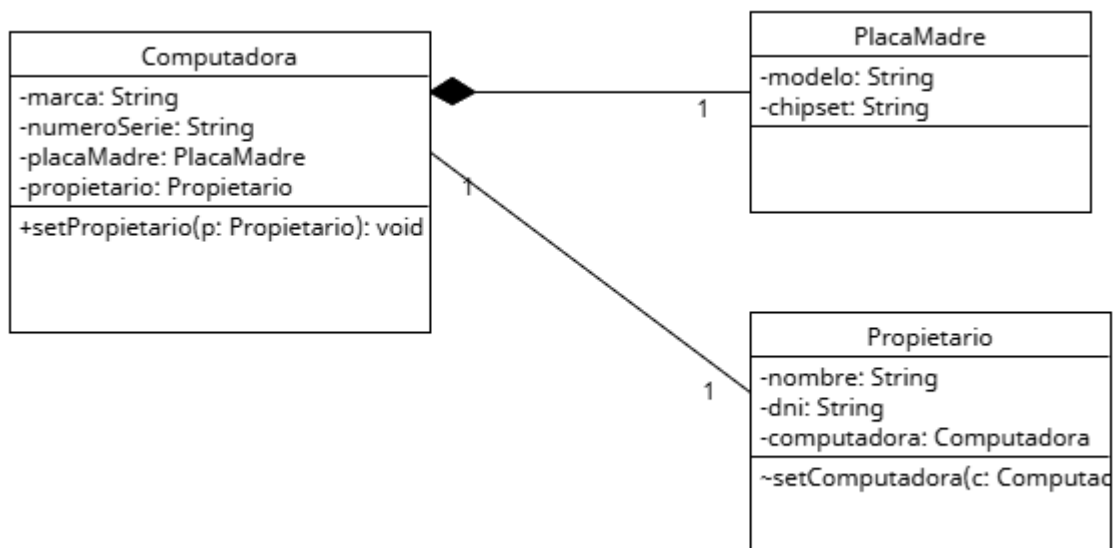 Computadora
-marca: String
-numeroSerie: String
-placaMadre: PlacaMadre
-propietario: Propietario
+setPropietario(p: Propietario): void
1
1
1
PlacaMadre
-modelo: String
-chipset: String
Propietario
-nombre: String
-dni: String
-computadora: Computadora
~setComputadora(c: Computac